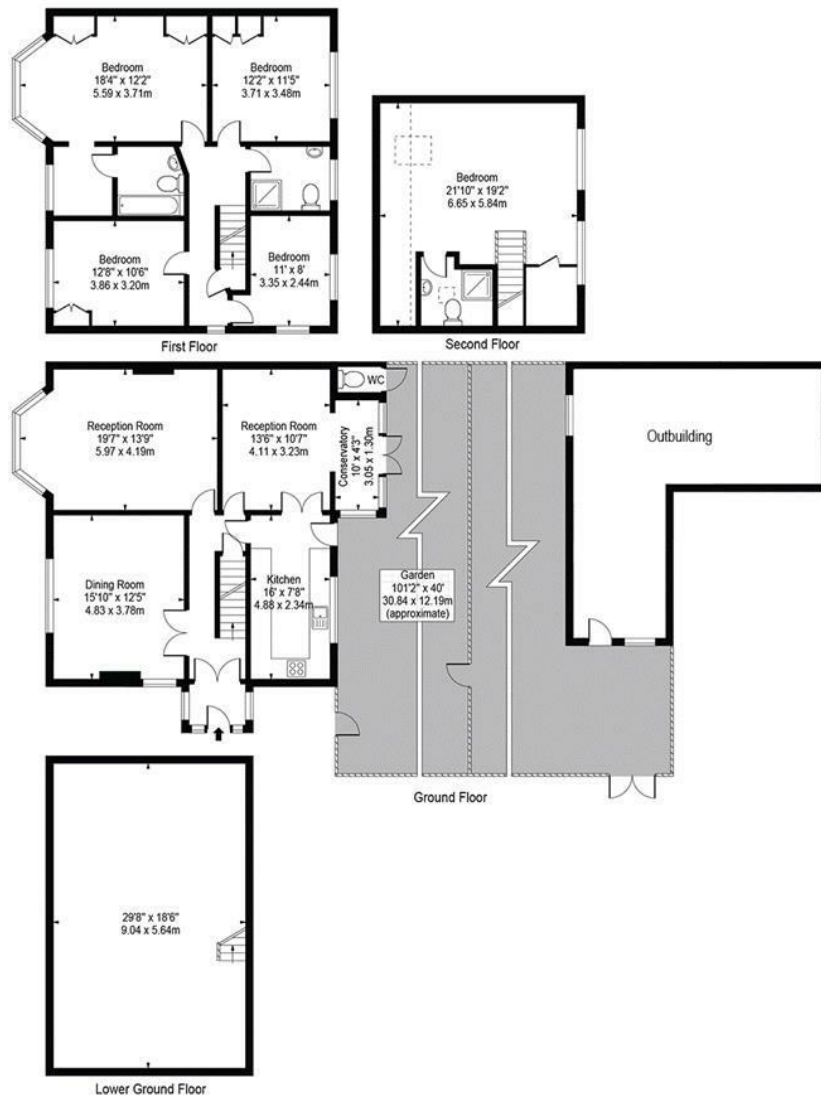 Bedroom
18'4" x 12'2"
5.59 x 3.71m
Bedroom
12'2" x 11'5"
3.71 x 3.48m
Bedroom
12'8" x 10'6"
3.86 x 3.20m
Bedroom
11' x 8'
3.35 x 2.44m
First Floor
Bedroom
21'10" x 19'2"
6.65 x 5.84m
Second Floor
Reception Room
19'7" x 13'9"
5.97 x 4.19m
Reception Room
13'6" x 10'7"
4.11 x 3.23m
WC
Conservatory
10' x 4'3"
3.05 x 1.30m
Outbuilding
Dining Room
15'10" x 12'5"
4.83 x 3.78m
Kitchen
16' x 7'8"
4.88 x 2.34m
Garden
101'2" x 40'
30.84 x 12.19m
(approximate)
Ground Floor
29'8" x 18'6"
9.04 x 5.64m
Lower Ground Floor